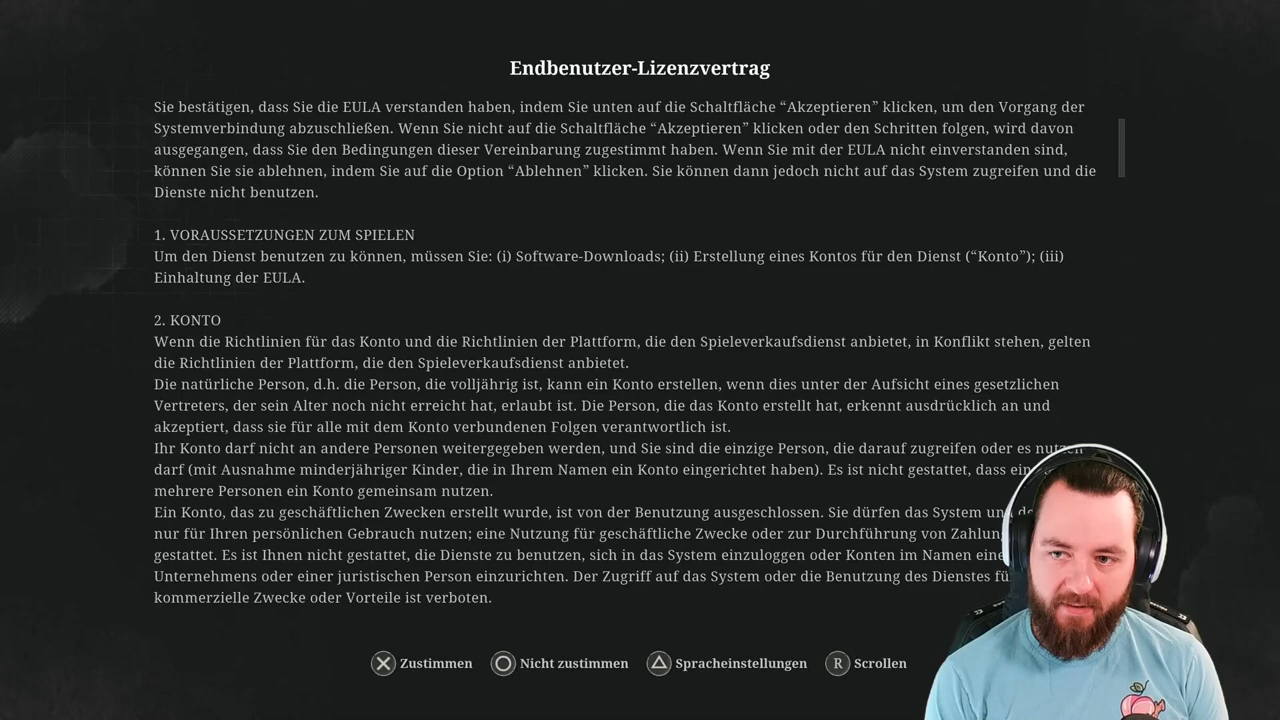 Endbenutzer-Lizenzvertrag
Sie bestätigen, dass Sie die EULA verstanden haben, indem Sie unten auf die Schaltfläche “Akzeptieren” klicken, um den Vorgang der
Systemverbindung abzuschließen. Wenn Sie nicht auf die Schaltfläche “Akzeptieren” klicken oder den Schritten folgen, wird davon
ausgegangen, dass Sie den Bedingungen dieser Vereinbarung zugestimmt haben. Wenn Sie mit der EULA nicht einverstanden sind,
können Sie sie ablehnen, indem Sie auf die Option “Ablehnen” klicken. Sie können dann jedoch nicht auf das System zugreifen und die
Dienste nicht benutzen.
1. VORAUSSETZUNGEN ZUM SPIELEN
Um den Dienst benutzen zu können, müssen Sie: (i) Software-Downloads; (ii) Erstellung eines Kontos für den Dienst (“Konto”); (iii)
Einhaltung der EULA.
2. KONTO
Wenn die Richtlinien für das Konto und die Richtlinien der Plattform, die den Spieleverkaufsdienst anbietet, in Konflikt stehen, gelten
die Richtlinien der Plattform, die den Spieleverkaufsdienst anbietet.
Die natürliche Person, d.h. die Person, die volljährig ist, kann ein Konto erstellen, wenn dies unter der Aufsicht eines gesetzlichen
Vertreters, der sein Alter noch nicht erreicht hat, erlaubt ist. Die Person, die das Konto erstellt hat, erkennt ausdrücklich an und
akzeptiert, dass sie für alle mit dem Konto verbundenen Folgen verantwortlich ist.
Ihr Konto darf nicht an andere Personen weitergegeben werden, und Sie sind die einzige Person, die darauf zugreifen oder es nutzen
darf (mit Ausnahme minderjähriger Kinder, die in Ihrem Namen ein Konto eingerichtet haben). Es ist nicht gestattet, dass
mehrere Personen ein Konto gemeinsam nutzen.
Ein Konto, das zu geschäftlichen Zwecken erstellt wurde, ist von der Benutzung ausgeschlossen. Sie dürfen das System und
nur für Ihren persönlichen Gebrauch nutzen; eine Nutzung für geschäftliche Zwecke oder zur Durchführung von
gestattet. Es ist Ihnen nicht gestattet, die Dienste zu benutzen, sich in das System einzuloggen oder Konten im Namen
Unternehmens oder einer juristischen Person einzurichten. Der Zugriff auf das System oder die Benutzung des Dienstes
kommerzielle Zwecke oder Vorteile ist verboten.
Zustimmen Nicht zustimmen Spracheinstellungen R Scrollen